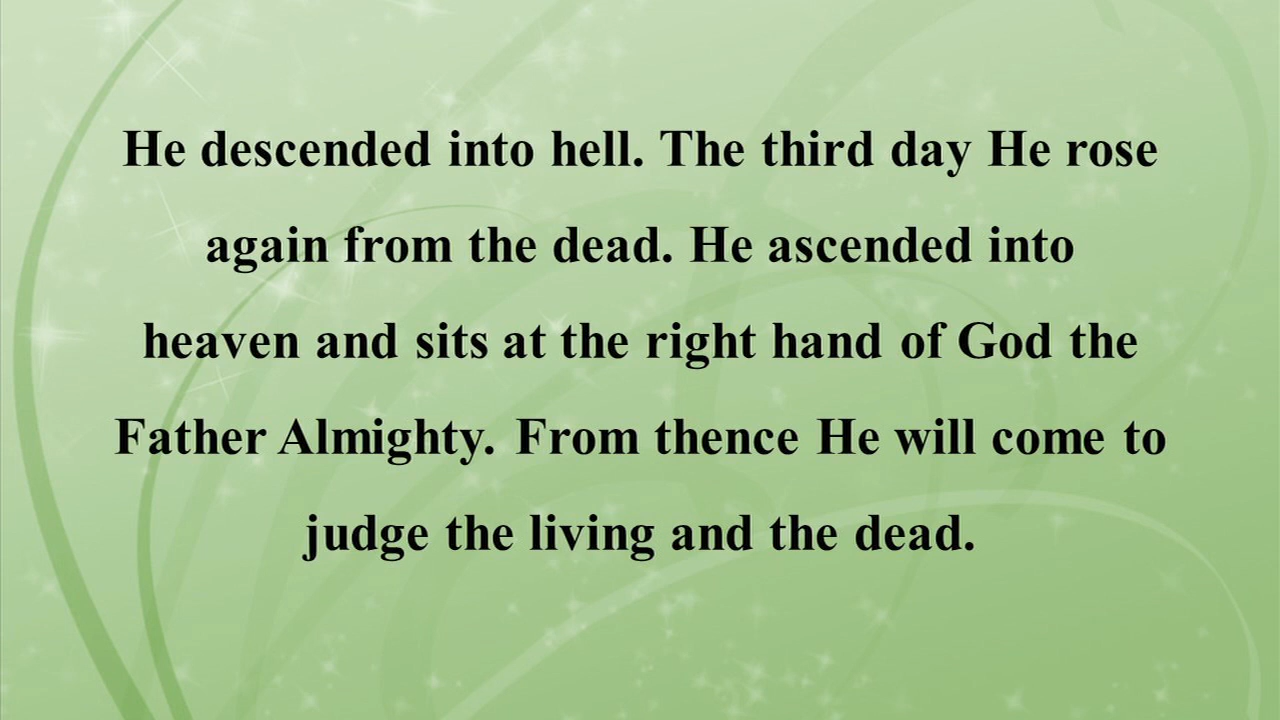 He descended into hell. The third day He rose
again from the dead. He ascended into
heaven and sits at the right hand of God the
Father Almighty. From thence He will come to
judge the living and the dead.